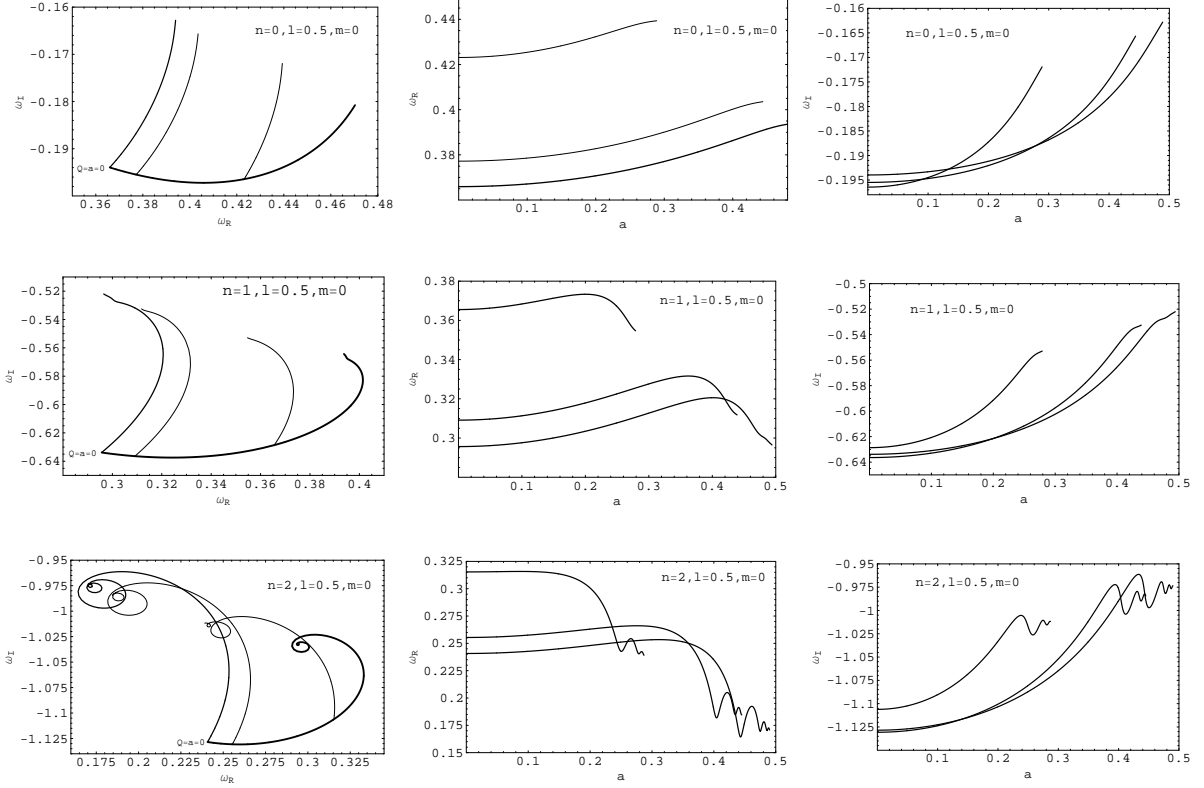 -0.16
-0.17
-0.18
-0.19
ωI
n=0,l=0.5,m=0
Q=a=0
0.36 0.38 0.4 0.42 0.44 0.46 0.48
ωR
0.44
0.42
0.4
0.38
ωR
n=0,l=0.5,m=0
0.1 0.2 0.3 0.4
a
-0.16
-0.165
-0.17
-0.175
-0.18
-0.185
-0.19
-0.195
ωI
n=0,l=0.5,m=0
0.1 0.2 0.3 0.4 0.5
a
-0.52
-0.54
-0.56
-0.58
-0.6
-0.62
-0.64
ωI
n=1,l=0.5,m=0
Q=a=0
0.3 0.32 0.34 0.36 0.38 0.4
ωR
0.38
0.36
0.34
0.32
0.3
ωR
n=1,l=0.5,m=0
0.1 0.2 0.3 0.4 0.5
a
-0.5
-0.52
-0.54
-0.56
-0.58
-0.6
-0.62
-0.64
ωI
n=1,l=0.5,m=0
0.1 0.2 0.3 0.4 0.5
a
-0.95
-0.975
-1
-1.025
-1.05
-1.075
-1.1
-1.125
ωI
n=2,l=0.5,m=0
Q=a=0
0.175 0.2 0.225 0.25 0.275 0.3 0.325
ωR
0.325
0.3
0.275
0.25
0.225
0.2
0.175
0.15
ωR
n=2,l=0.5,m=0
0.1 0.2 0.3 0.4 0.5
a
-0.95
-0.975
-1
-1.025
-1.05
-1.075
-1.1
-1.125
ωI
n=2,l=0.5,m=0
0.1 0.2 0.3 0.4 0.5
a